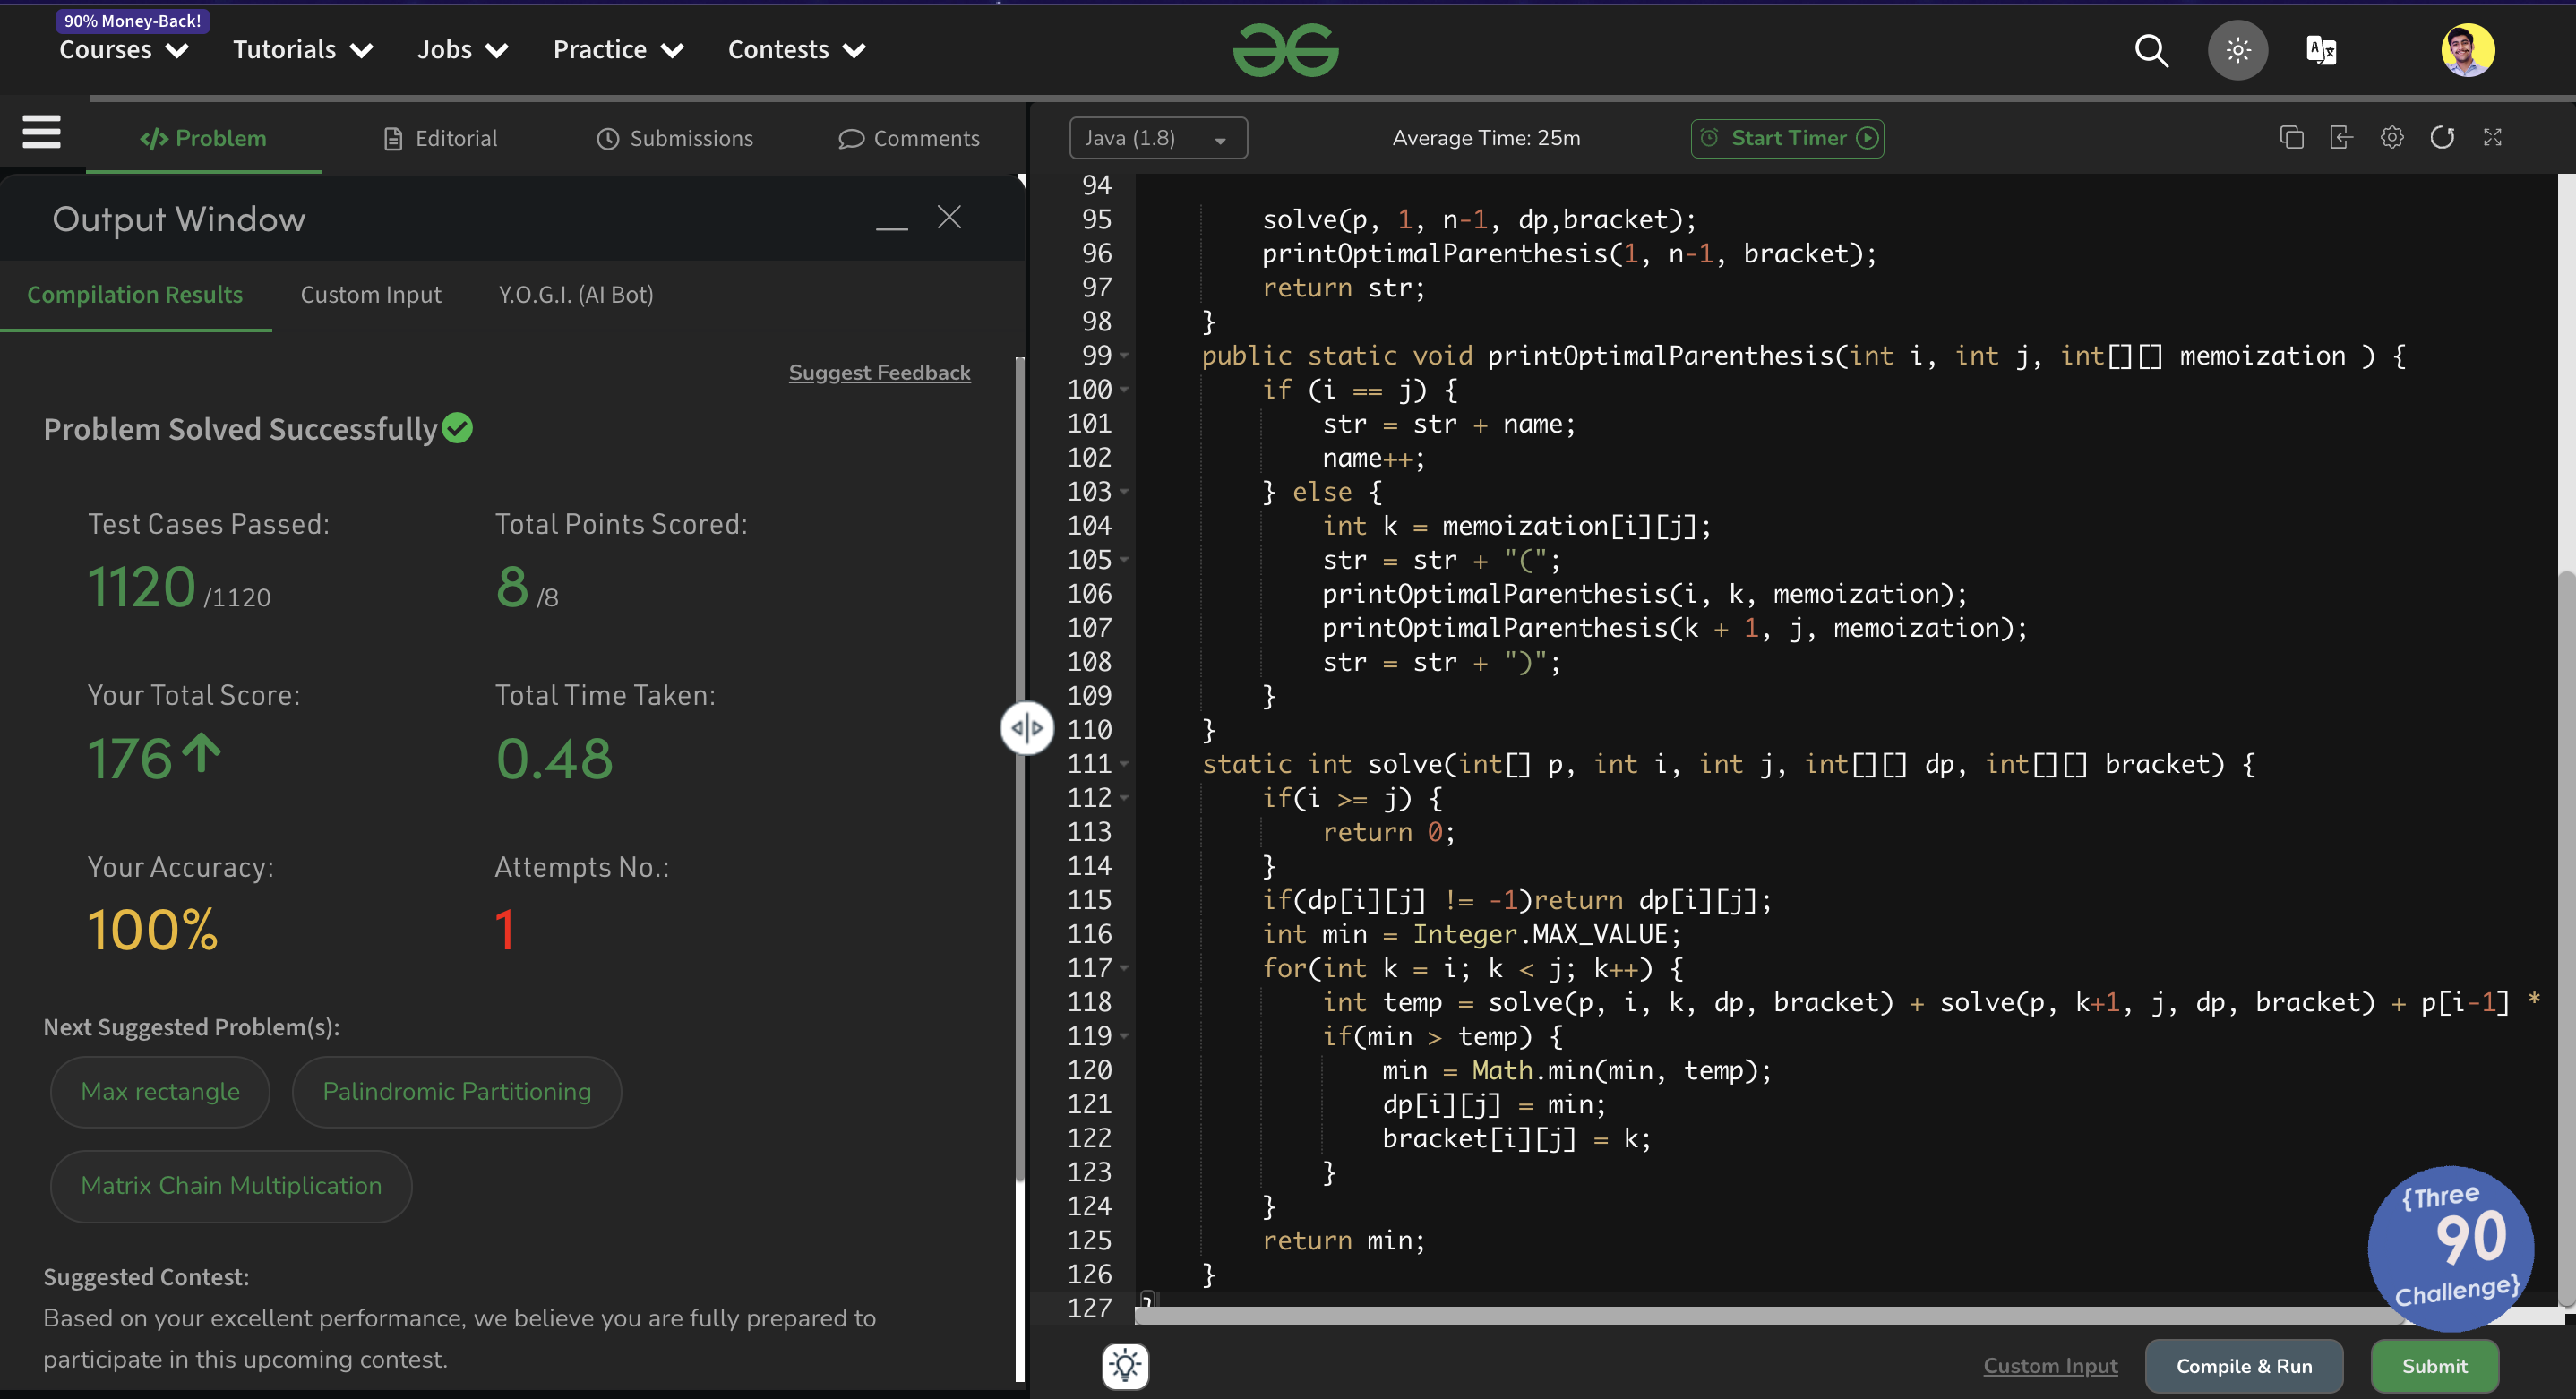 90% Money-Back!
Courses Tutorials Jobs Practice Contests
Problem Editorial Submissions Comments
Output Window
Compilation Results Custom Input Y.O.G.I. (AI Bot)
Suggest Feedback
Problem Solved Successfully
Test Cases Passed: Total Points Scored:
1120 /1120 8 /8
Your Total Score: Total Time Taken:
176 0.48
Your Accuracy: Attempts No.:
100% 1
Next Suggested Problem(s):
Max rectangle Palindromic Partitioning
Matrix Chain Multiplication
Suggested Contest:
Based on your excellent performance, we believe you are fully prepared to
participate in this upcoming contest.
Java (1.8) Average Time: 25m Start Timer
94
95 solve(p, 1, n-1, dp,bracket);
96 printOptimalParenthesis(1, n-1, bracket);
97 return str;
98 }
99 public static void printOptimalParenthesis(int i, int j, int[][] memoization ) {
100 if (i == j) {
101 str = str + name;
102 name++;
103 } else {
104 int k = memoization[i][j];
105 str = str + "(";
106 printOptimalParenthesis(i, k, memoization);
107 printOptimalParenthesis(k + 1, j, memoization);
108 str = str + ")";
109 }
110 }
111 static int solve(int[] p, int i, int j, int[][] dp, int[][] bracket) {
112 if(i >= j) {
113 return 0;
114 }
115 if(dp[i][j] != -1)return dp[i][j];
116 int min = Integer.MAX_VALUE;
117 for(int k = i; k < j; k++) {
118 int temp = solve(p, i, k, dp, bracket) + solve(p, k+1, j, dp, bracket) + p[i-1] *
119 if(min > temp) {
120 min = Math.min(min, temp);
121 dp[i][j] = min;
122 bracket[i][j] = k;
123 }
124 }
125 return min;
126 }
127 }
{Three
90
Challenge}
Custom Input Compile & Run Submit